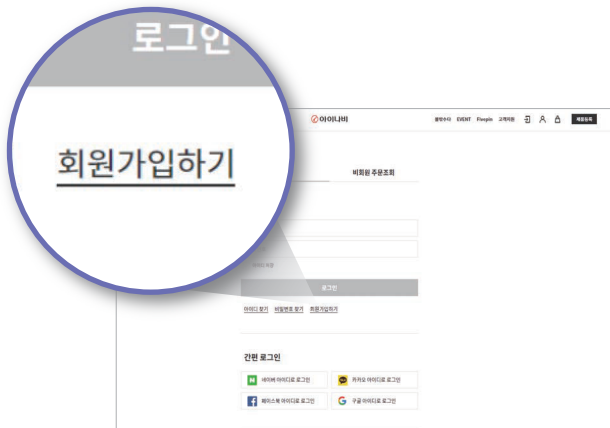 로그인
회원가입하기
아이나비
불편수다 EVENT Fivepin 고객지원 제품등록
비회원 주문조회
로그인
아이디 찾기 비밀번호 찾기 회원가입하기
간편 로그인
네이버 아이디로 로그인 카카오 아이디로 로그인
페이스북 아이디로 로그인 구글 아이디로 로그인